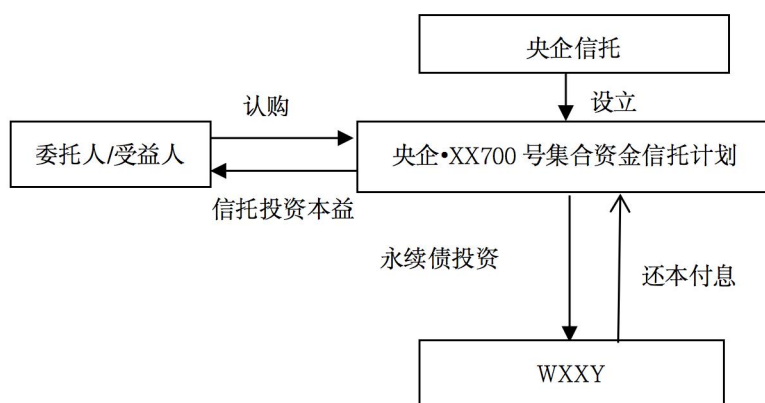 央企信托
设立
认购
委托人/受益人
央企•XX700 号集合资金信托计划
信托投资本益
永续债投资
还本付息
WXXY